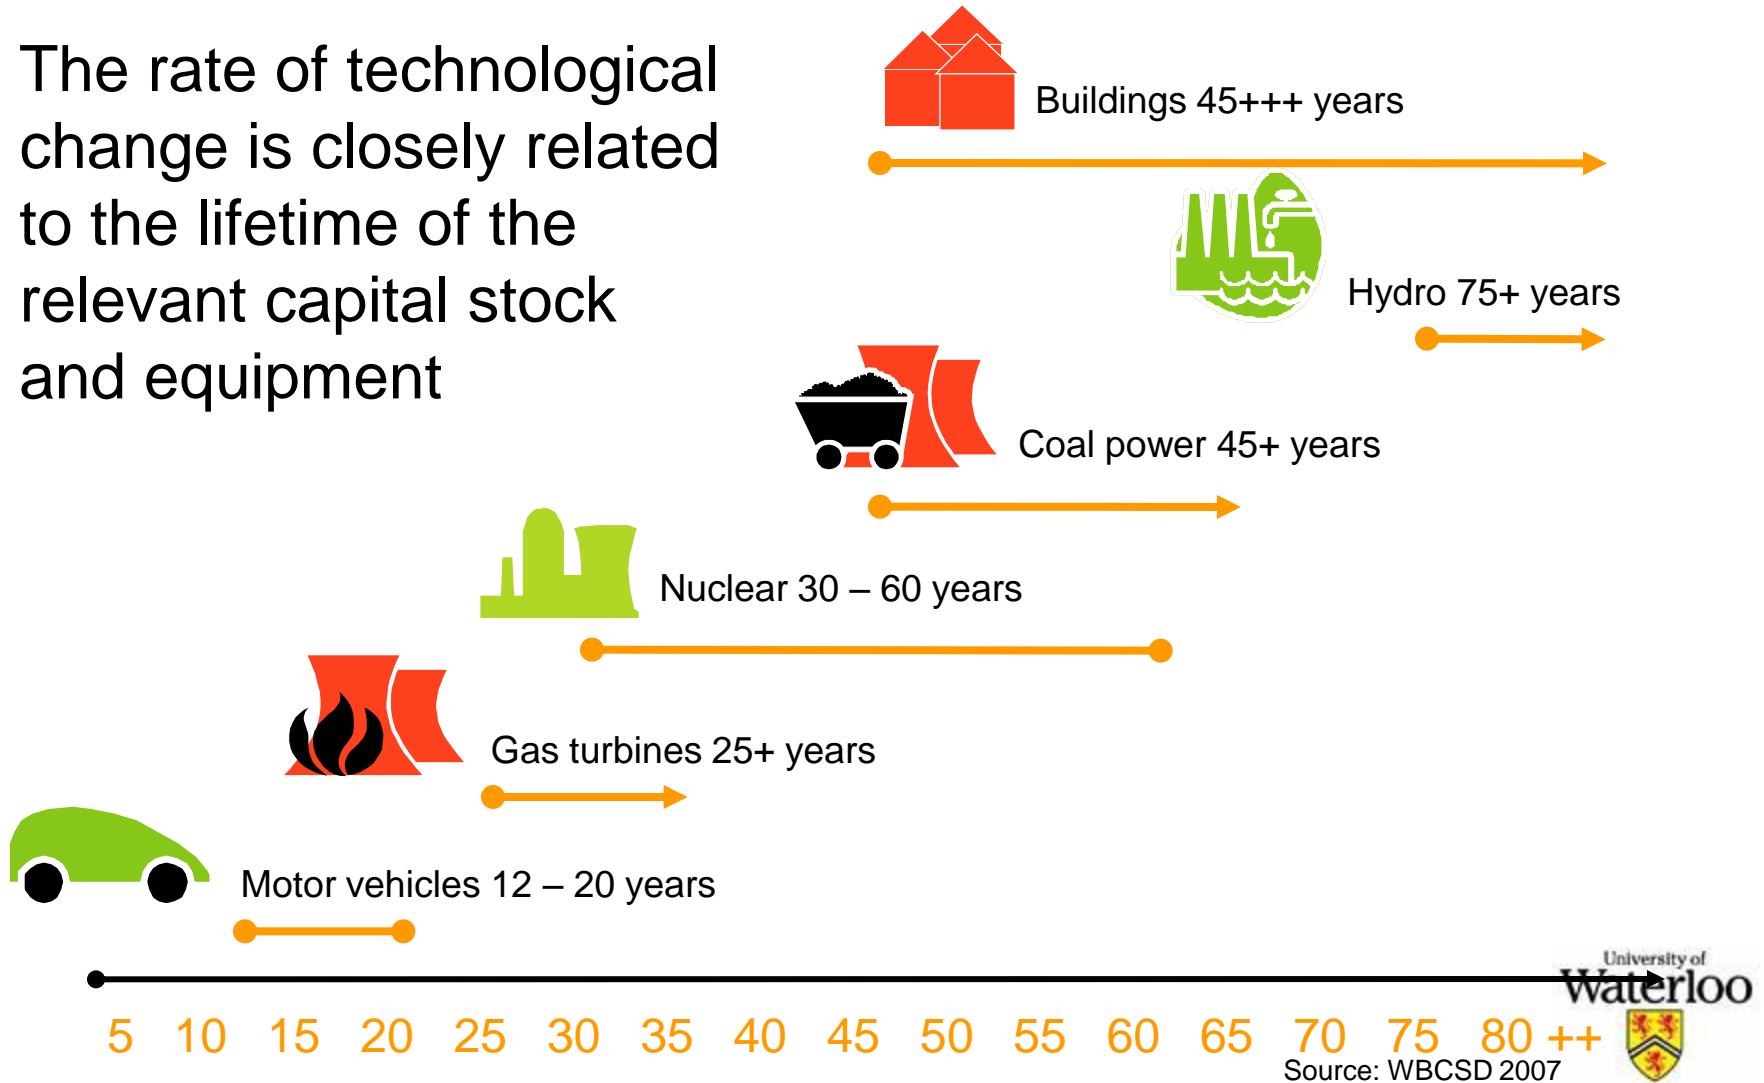 The rate of technological
change is closely related
to the lifetime of the
relevant capital stock
and equipment
Buildings 45+++ years
Hydro 75+ years
Coal power 45+ years
Nuclear 30 – 60 years
Gas turbines 25+ years
Motor vehicles 12 – 20 years
5 10 15 20 25 30 35 40 45 50 55 60 65 70 75 80 ++
Source: WBCSD 2007
University of
Waterloo